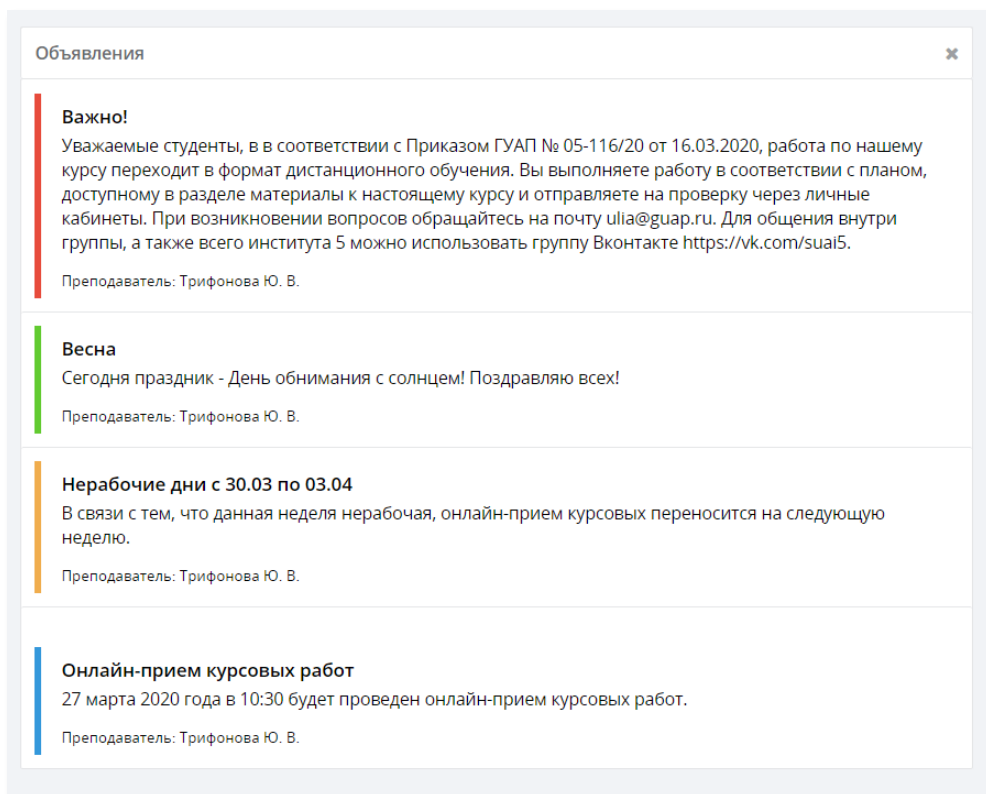 Объявления
Важно!
Уважаемые студенты, в в соответствии с Приказом ГУАП № 05-116/20 от 16.03.2020, работа по нашему
курсу переходит в формат дистанционного обучения. Вы выполняете работу в соответствии с планом,
доступному в разделе материалы к настоящему курсу и отправляете на проверку через личные
кабинеты. При возникновении вопросов обращайтесь на почту ulia@guap.ru. Для общения внутри
группы, а также всего института 5 можно использовать группу Вконтакте https://vk.com/suai5.
Преподаватель: Трифонова Ю. В.
Весна
Сегодня праздник - День обнимания с солнцем! Поздравляю всех!
Преподаватель: Трифонова Ю. В.
Нерабочие дни с 30.03 по 03.04
В связи с тем, что данная неделя нерабочая, онлайн-прием курсовых переносится на следующую
неделю.
Преподаватель: Трифонова Ю. В.
Онлайн-прием курсовых работ
27 марта 2020 года в 10:30 будет проведен онлайн-прием курсовых работ.
Преподаватель: Трифонова Ю. В.